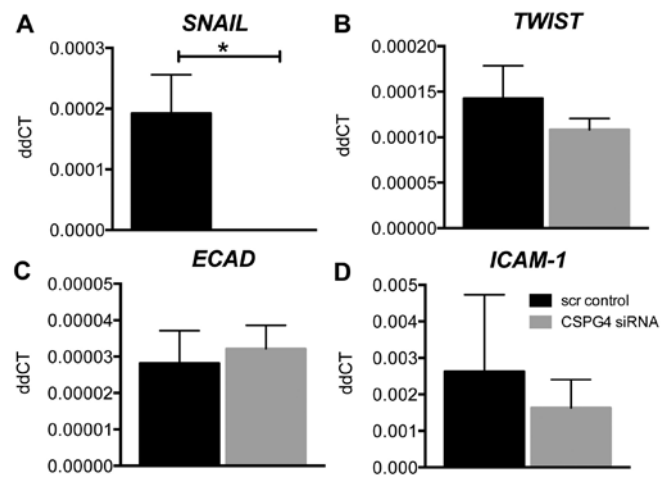 A SNAIL
*
0.0003
0.0002
0.0001
0.0000
ddCT
B TWIST
0.00020
0.00015
0.00010
0.00005
0.00000
ddCT
C ECAD
0.00005
0.00004
0.00003
0.00002
0.00001
0.00000
ddCT
D ICAM-1
0.005
0.003
0.002
0.001
0.000
ddCT
scr control
CSPG4 siRNA